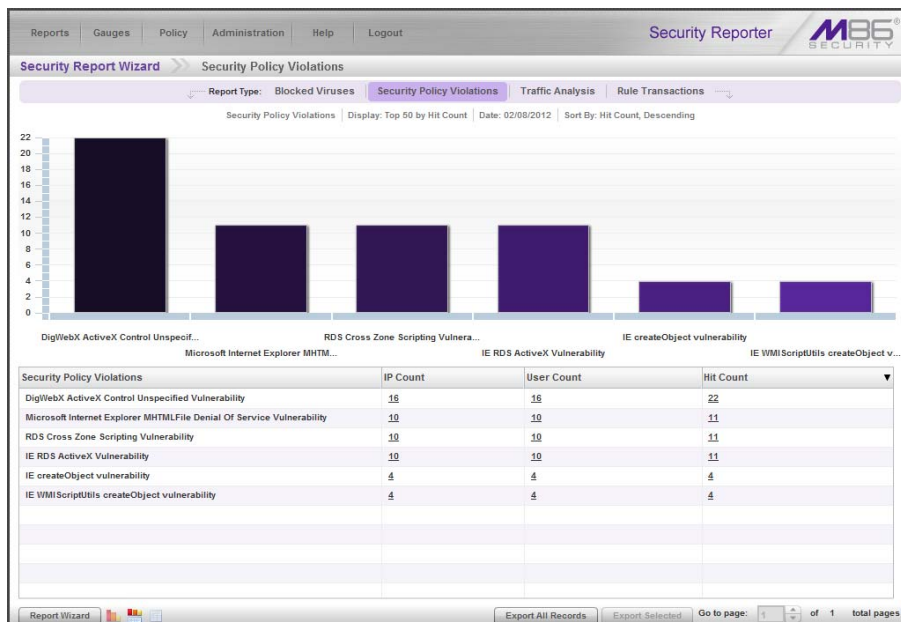 Reports Gauges Policy Administration Help Logout Security Reporter M86®
SECURITY
Security Report Wizard Security Policy Violations
Report Type: Blocked Viruses Security Policy Violations Traffic Analysis Rule Transactions
Security Policy Violations Display: Top 50 by Hit Count Date: 02/08/2012 Sort By: Hit Count, Descending
22
20
18
16
14
12
10
8
6
4
2
0
DigWebX ActiveX Control Unspecif... RDS Cross Zone Scripting Vulnera... IE createObject vulnerability
Microsoft Internet Explorer MHTM... IE RDS ActiveX Vulnerability IE WMIScriptUtils createObject v...
Security Policy Violations IP Count User Count Hit Count
DigWebX ActiveX Control Unspecified Vulnerability 16 16 22
Microsoft Internet Explorer MHTMLFile Denial Of Service Vulnerability 10 10 11
RDS Cross Zone Scripting Vulnerability 10 10 11
IE RDS ActiveX Vulnerability 10 10 11
IE createObject vulnerability 4 4 4
IE WMIScriptUtils createObject vulnerability 4 4 4
Report Wizard Export All Records Export Selected Go to page: 1 of 1 total pages